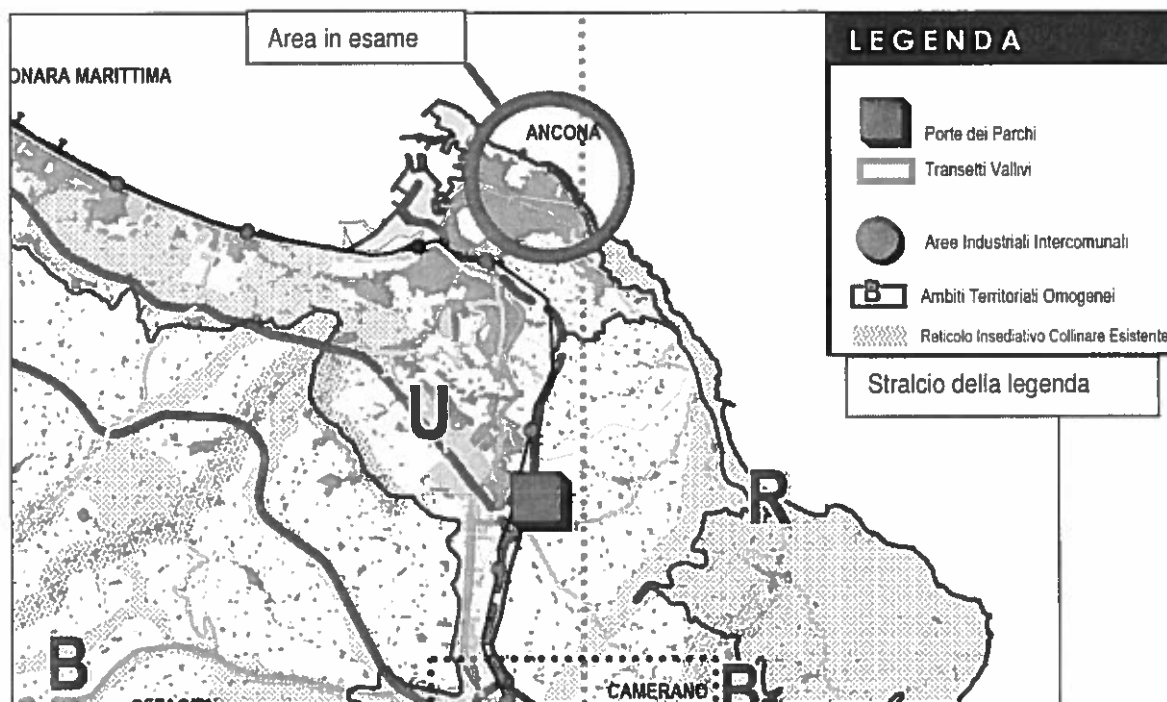 Area in esame
ONARA MARITTIMA
ANCONA
U
R
B
CAMERANO
B
LEGENDA
Porte dei Parchi
Transetti Vallivi
Aree Industriali Intercomunali
B
Ambiti Territoriali Omogenei
Reticolo Insediativo Collinare Esistente
Stralcio della legenda